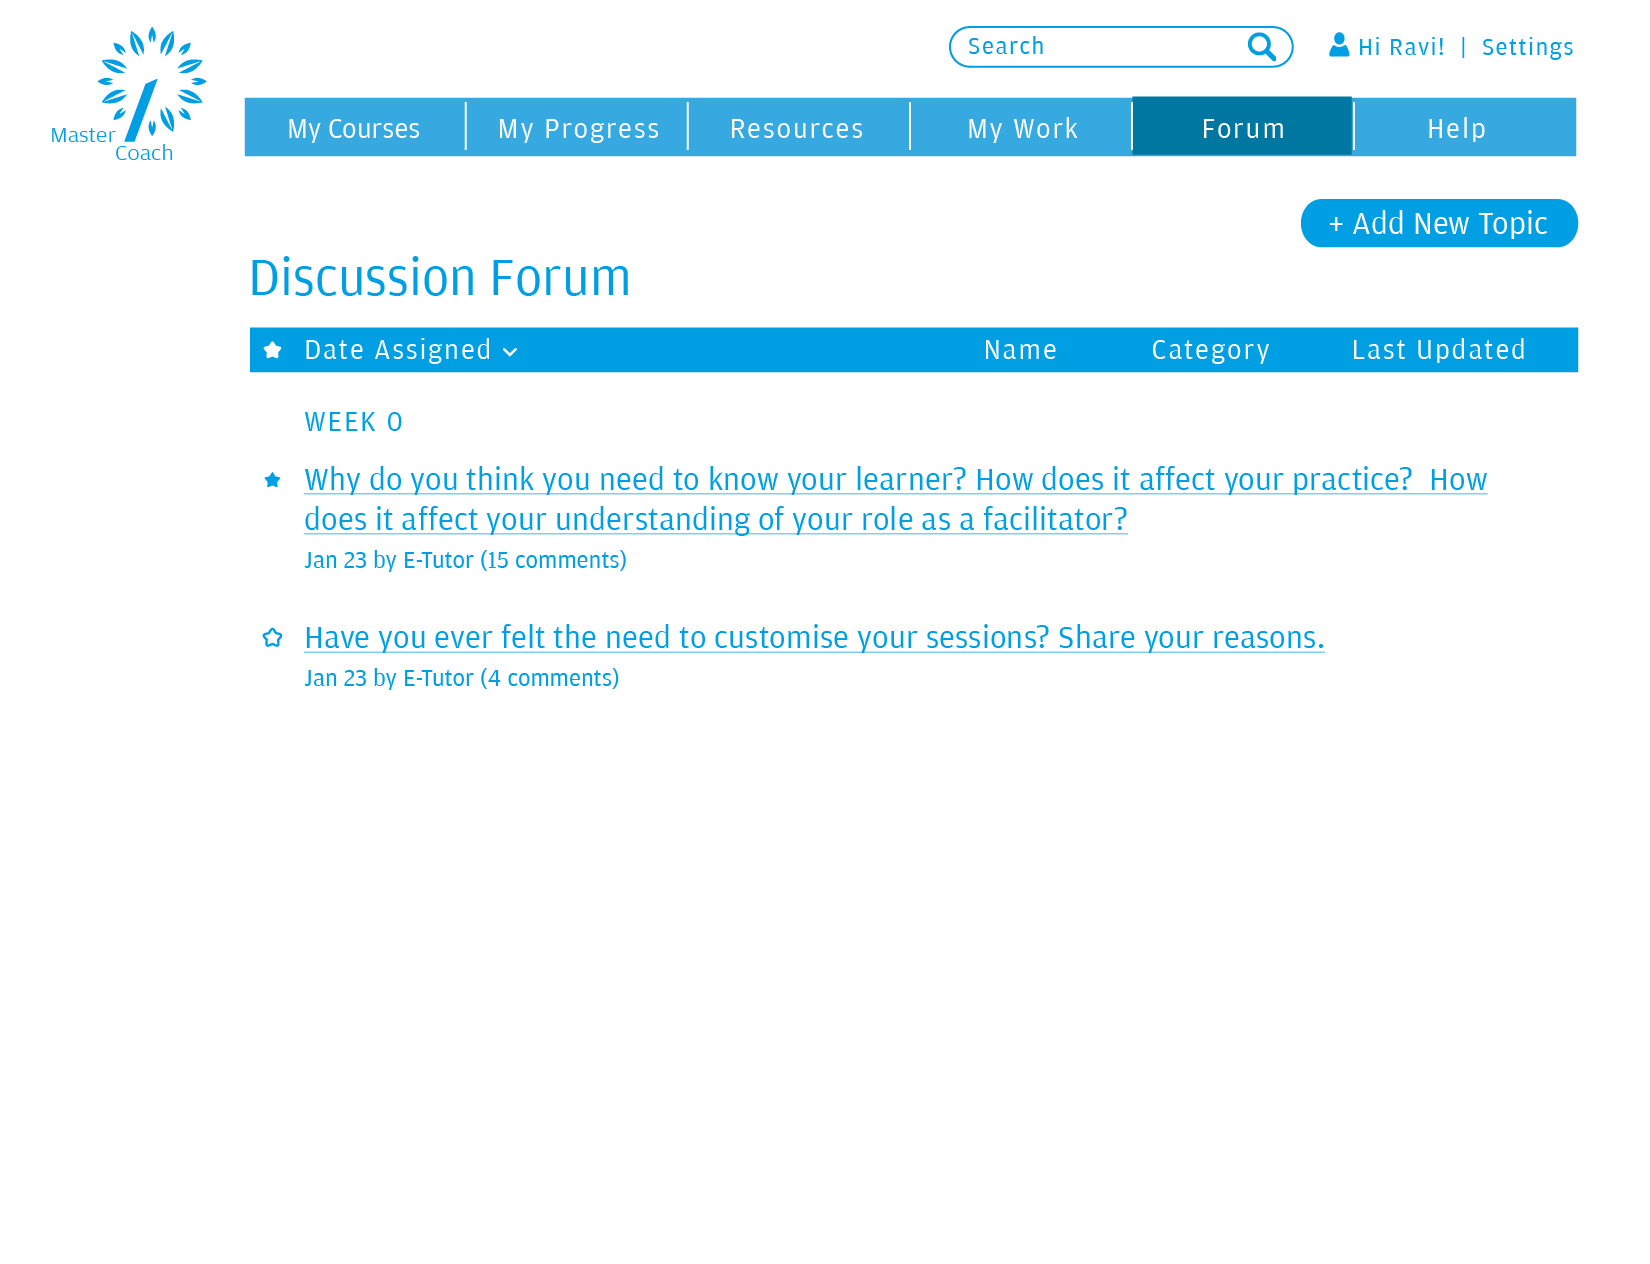 Search
Hi Ravi! | Settings
Master
Coach
My Courses My Progress Resources My Work Forum Help
+ Add New Topic
Discussion Forum
Date Assigned Name Category Last Updated
WEEK 0
Why do you think you need to know your learner? How does it affect your practice? How
does it affect your understanding of your role as a facilitator?
Jan 23 by E-Tutor (15 comments)
Have you ever felt the need to customise your sessions? Share your reasons.
Jan 23 by E-Tutor (4 comments)